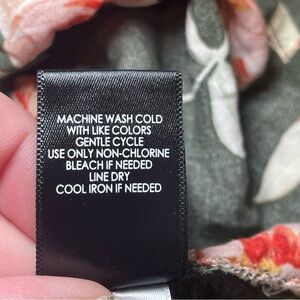 MACHINE WASH COLD
WITH LIKE COLORS
GENTLE CYCLE
USE ONLY NON-CHLORINE
BLEACH IF NEEDED
LINE DRY
COOL IRON IF NEEDED